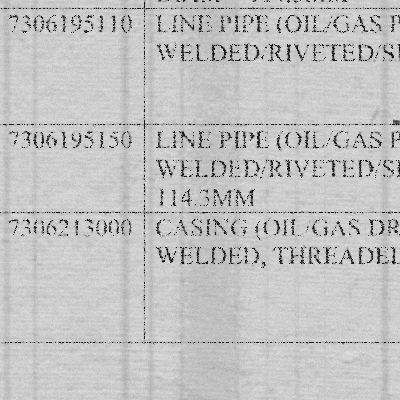 7306195110 LINE PIPE (OIL/GAS P
WELDED/RIVETED/S
7306195150 LINE PIPE (OIL/GAS P
WELDED/RIVETED/S
114.3MM
7306213000 CASING (OIL/GAS DR
WELDED, THREADE